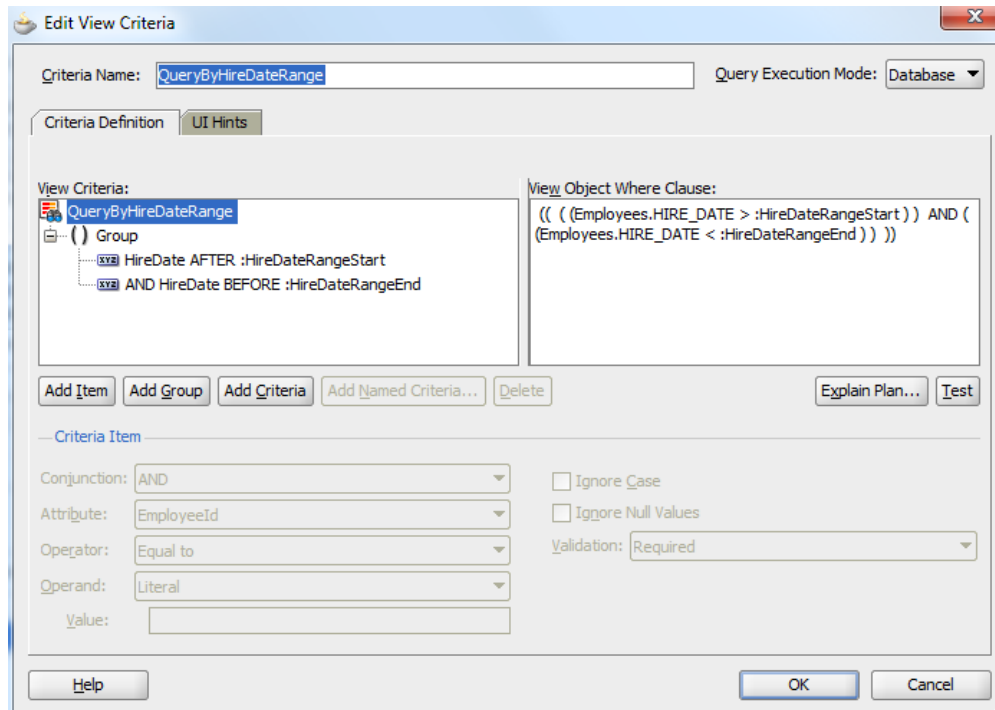 Edit View Criteria
x
Criteria Name: QueryByHireDateRange Query Execution Mode: Database
Criteria Definition UI Hints
View Criteria:
QueryByHireDateRange
( ) Group
XYZ HireDate AFTER :HireDateRangeStart
XYZ AND HireDate BEFORE :HireDateRangeEnd
View Object Where Clause:
(( ( (Employees.HIRE_DATE > :HireDateRangeStart ) ) AND (
(Employees.HIRE_DATE < :HireDateRangeEnd ) ) ))
Add Item Add Group Add Criteria Add Named Criteria... Delete Explain Plan... Test
Criteria Item
Conjunction: AND
Attribute: EmployeeId
Operator: Equal to
Operand: Literal
Value:
Ignore Case
Ignore Null Values
Validation: Required
Help OK Cancel